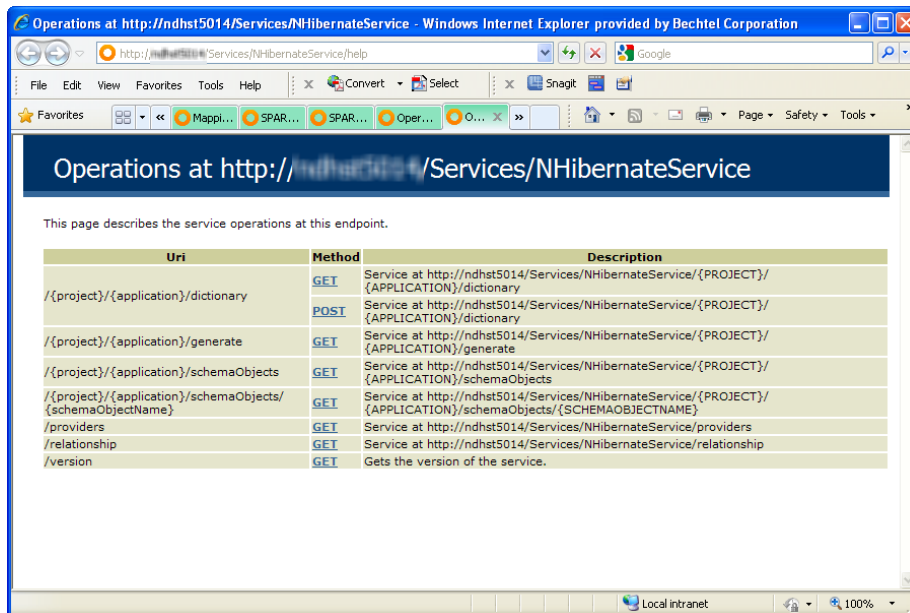 Operations at http://ndhst5014/Services/NHibernateService - Windows Internet Explorer provided by Bechtel Corporation
http:/ /Services/NHibernateService/help
Google
File Edit View Favorites Tools Help x Convert Select x Snagit
Favorites « Mappi... SPAR... SPAR... Oper... O... X » Page Safety Tools »
Operations at http:// /Services/NHibernateService
This page describes the service operations at this endpoint.
Uri Method Description
/{project}/{application}/dictionary
GET
Service at http://ndhst5014/Services/NHibernateService/{PROJECT}/
{APPLICATION}/dictionary
POST
Service at http://ndhst5014/Services/NHibernateService/{PROJECT}/
{APPLICATION}/dictionary
/{project}/{application}/generate
GET
Service at http://ndhst5014/Services/NHibernateService/{PROJECT}/
{APPLICATION}/generate
/{project}/{application}/schemaObjects
GET
Service at http://ndhst5014/Services/NHibernateService/{PROJECT}/
{APPLICATION}/schemaObjects
/{project}/{application}/schemaObjects/
{schemaObjectName}
GET
Service at http://ndhst5014/Services/NHibernateService/{PROJECT}/
{APPLICATION}/schemaObjects/{SCHEMAOBJECTNAME}
/providers GET Service at http://ndhst5014/Services/NHibernateService/providers
/relationship GET Service at http://ndhst5014/Services/NHibernateService/relationship
/version GET Gets the version of the service.
Local intranet 100%